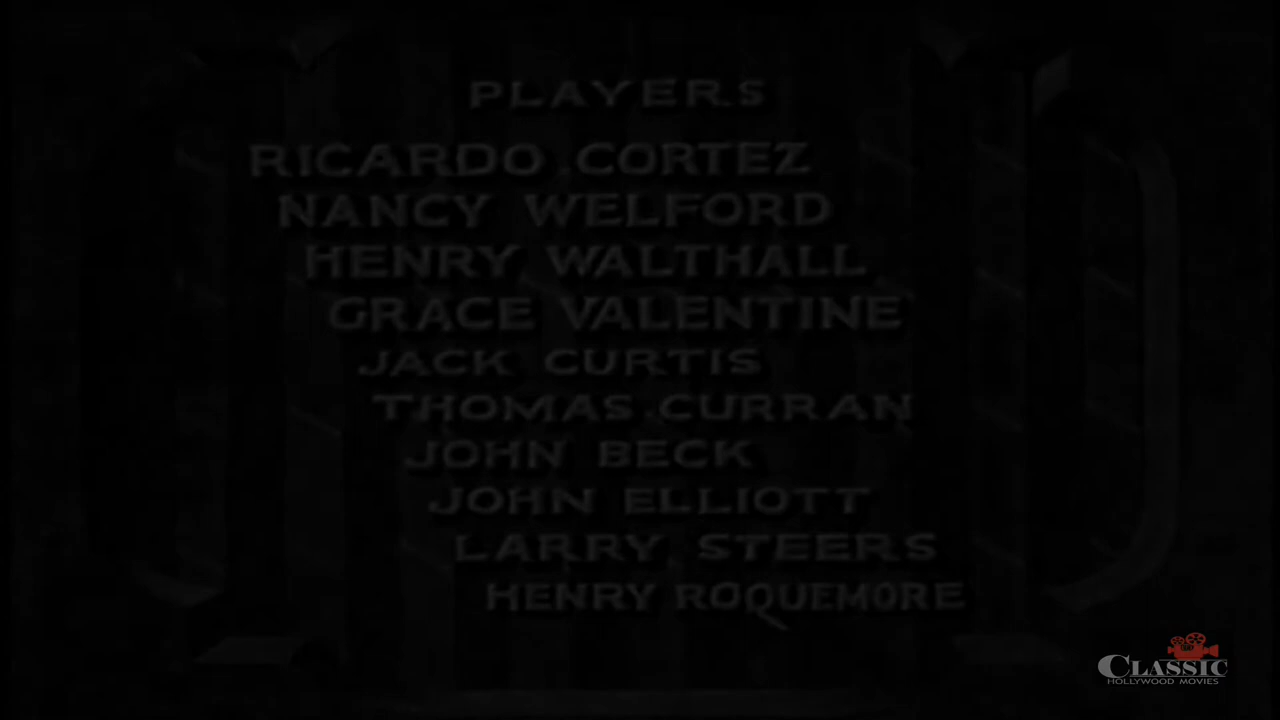 PLAYERS
RICARDO CORTEZ
NANCY WELFORD
HENRY WALTHALL
GRACE VALENTINE
JACK CURTIS
THOMAS CURRAN
JOHN BECK
JOHN ELLIOTT
LARRY STEERS
HENRY ROQUEMORE
CLASSIC
HOLLYWOOD MOVIES